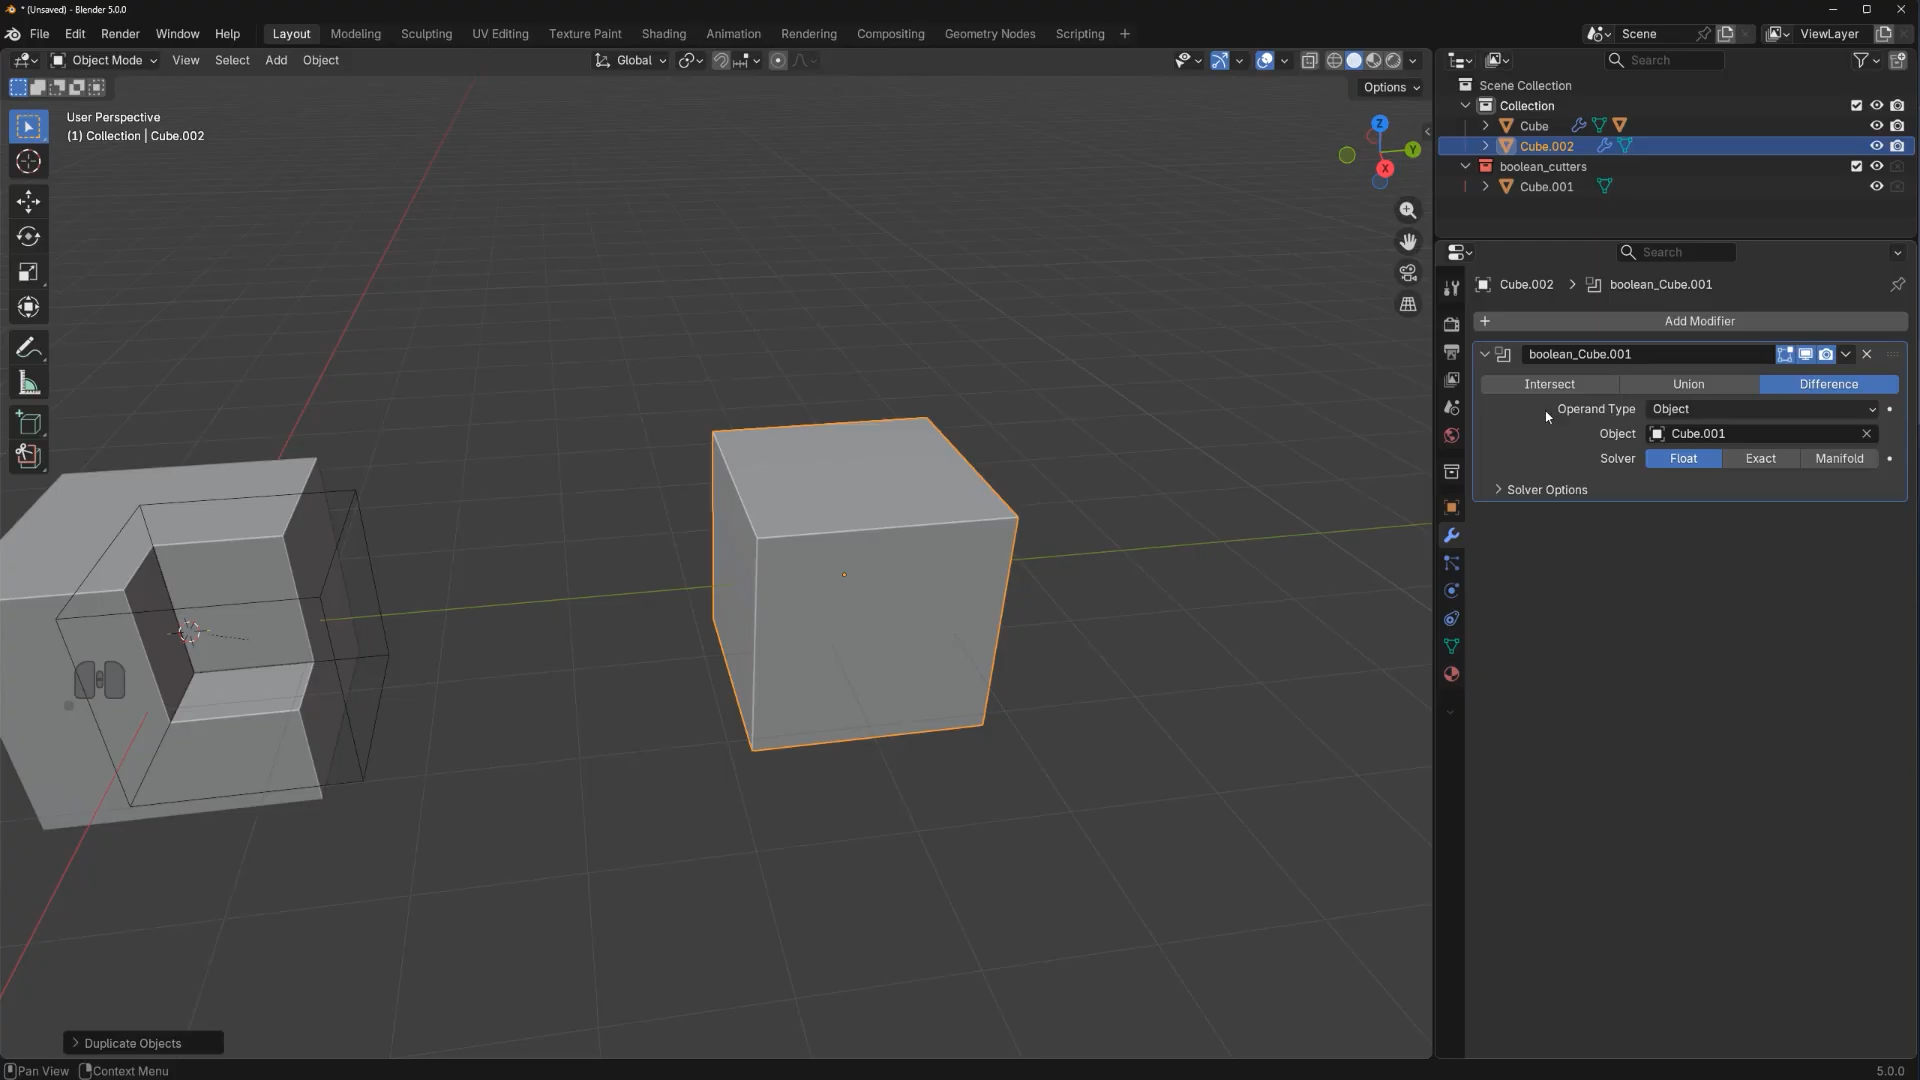 * (Unsaved) - Blender 5.0.0
File Edit Render Window Help Layout Modeling Sculpting UV Editing Texture Paint Shading Animation Rendering Compositing Geometry Nodes Scripting + Scene ViewLayer
Object Mode View Select Add Object Global Search
Options
User Perspective
(1) Collection | Cube.002
Z
Y
X
Scene Collection
Collection
Cube
Cube.002
boolean_cutters
Cube.001
Search
Cube.002 > boolean_Cube.001
+ Add Modifier
boolean_Cube.001
Intersect Union Difference
Operand Type Object
Object Cube.001
Solver Float Exact Manifold
Solver Options
Duplicate Objects
Pan View Context Menu 5.0.0